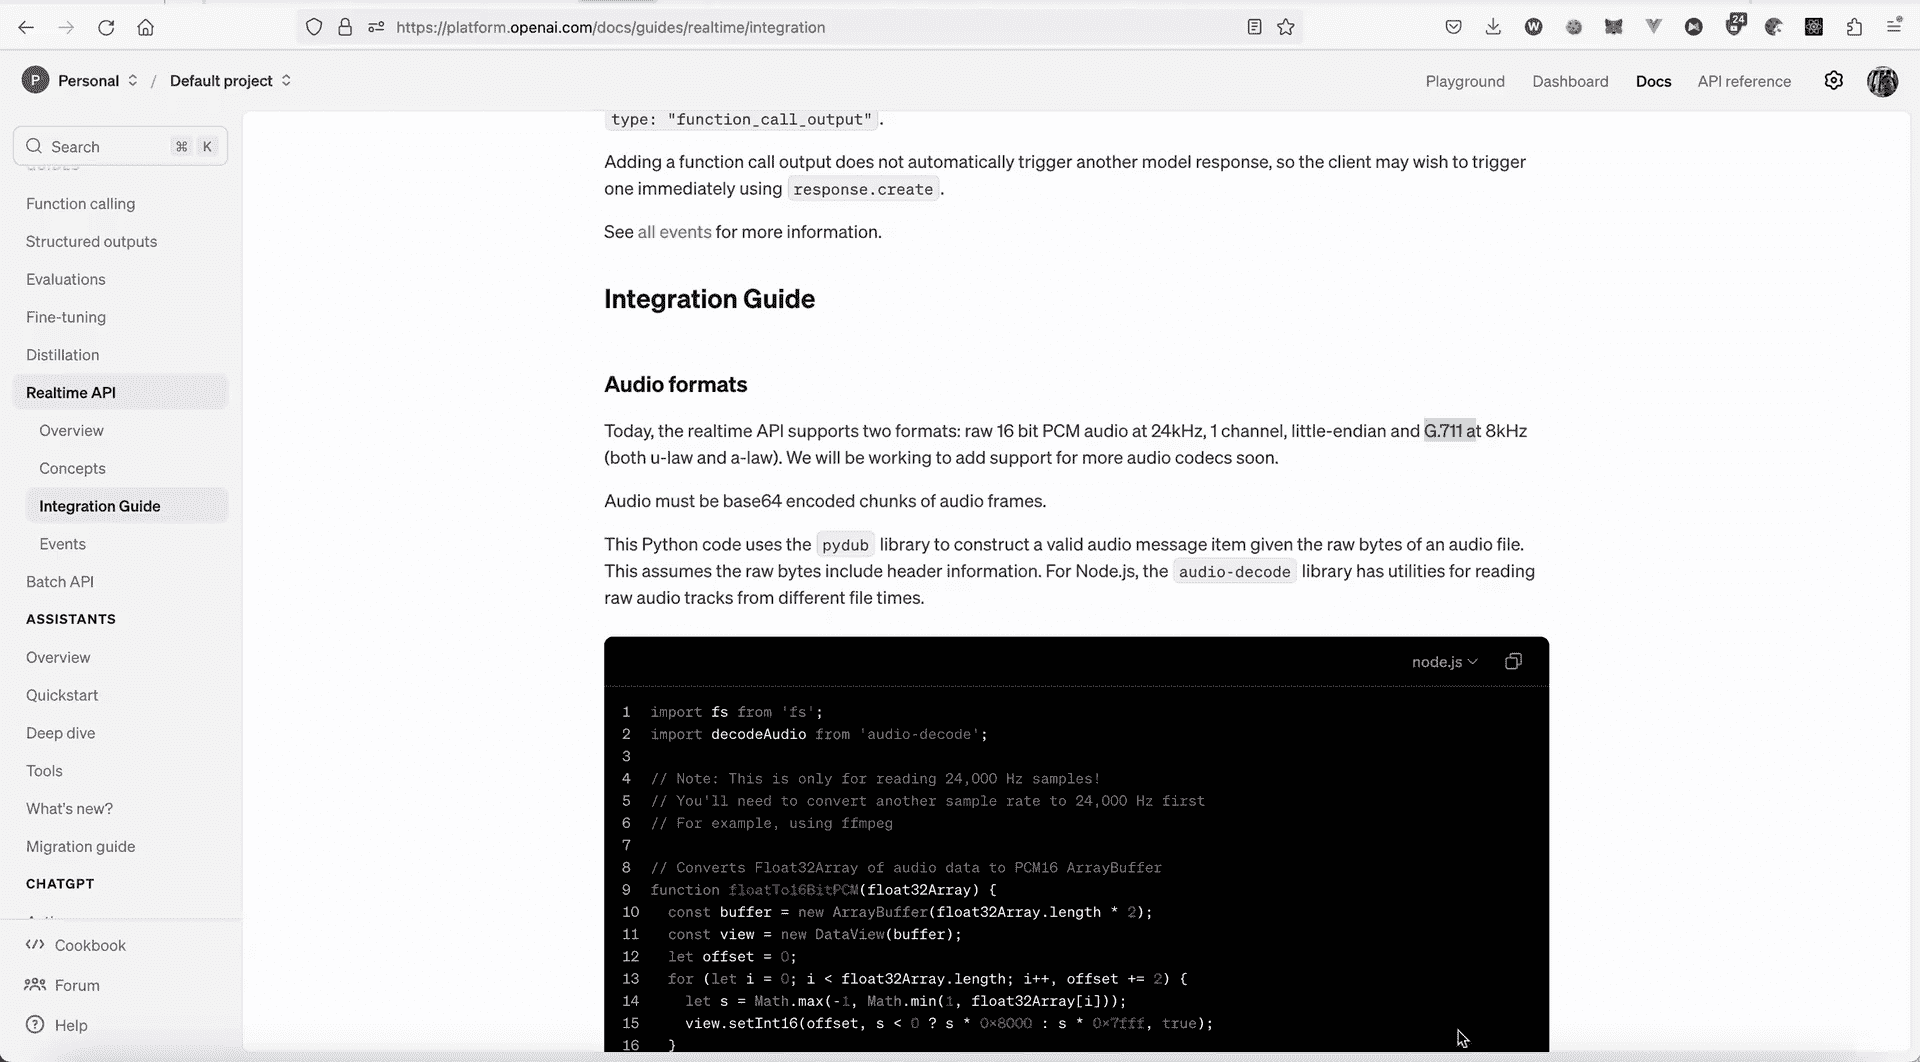 https://platform.openai.com/docs/guides/realtime/integration
24
P Personal / Default project
Playground Dashboard Docs API reference
Search ⌘ K
Function calling
Structured outputs
Evaluations
Fine-tuning
Distillation
Realtime API
Overview
Concepts
Integration Guide
Events
Batch API
ASSISTANTS
Overview
Quickstart
Deep dive
Tools
What's new?
Migration guide
CHATGPT
Cookbook
Forum
Help
type: "function_call_output".
Adding a function call output does not automatically trigger another model response, so the client may wish to trigger
one immediately using response.create.
See all events for more information.
Integration Guide
Audio formats
Today, the realtime API supports two formats: raw 16 bit PCM audio at 24kHz, 1 channel, little-endian and G.711 at 8kHz
(both u-law and a-law). We will be working to add support for more audio codecs soon.
Audio must be base64 encoded chunks of audio frames.
This Python code uses the pydub library to construct a valid audio message item given the raw bytes of an audio file.
This assumes the raw bytes include header information. For Node.js, the audio-decode library has utilities for reading
raw audio tracks from different file times.
node.js
1 import fs from 'fs';
2 import decodeAudio from 'audio-decode';
3
4 // Note: This is only for reading 24,000 Hz samples!
5 // You'll need to convert another sample rate to 24,000 Hz first
6 // For example, using ffmpeg
7
8 // Converts Float32Array of audio data to PCM16 ArrayBuffer
9 function floatTo16BitPCM(float32Array) {
10 const buffer = new ArrayBuffer(float32Array.length * 2);
11 const view = new DataView(buffer);
12 let offset = 0;
13 for (let i = 0; i < float32Array.length; i++, offset += 2) {
14 let s = Math.max(-1, Math.min(1, float32Array[i]));
15 view.setInt16(offset, s < 0 ? s * 0x8000 : s * 0x7fff, true);
16 }